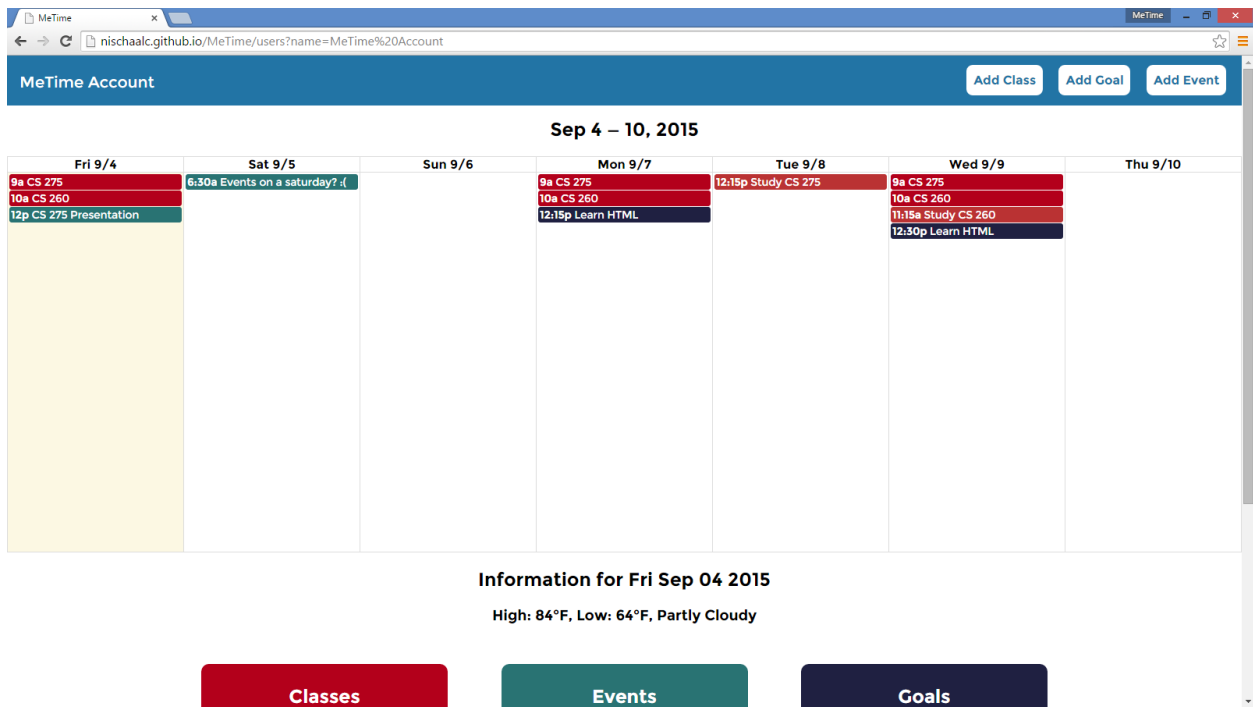 MeTime
MeTime
nischaalc.github.io/MeTime/users?name=MeTime%20Account
MeTime Account
Add Class
Add Goal
Add Event
Sep 4 – 10, 2015
Fri 9/4
Sat 9/5
Sun 9/6
Mon 9/7
Tue 9/8
Wed 9/9
Thu 9/10
9a CS 275
10a CS 260
12p CS 275 Presentation
6:30a Events on a saturday? :(
9a CS 275
10a CS 260
12:15p Learn HTML
12:15p Study CS 275
9a CS 275
10a CS 260
11:15a Study CS 260
12:30p Learn HTML
Information for Fri Sep 04 2015
High: 84°F, Low: 64°F, Partly Cloudy
Classes
Events
Goals